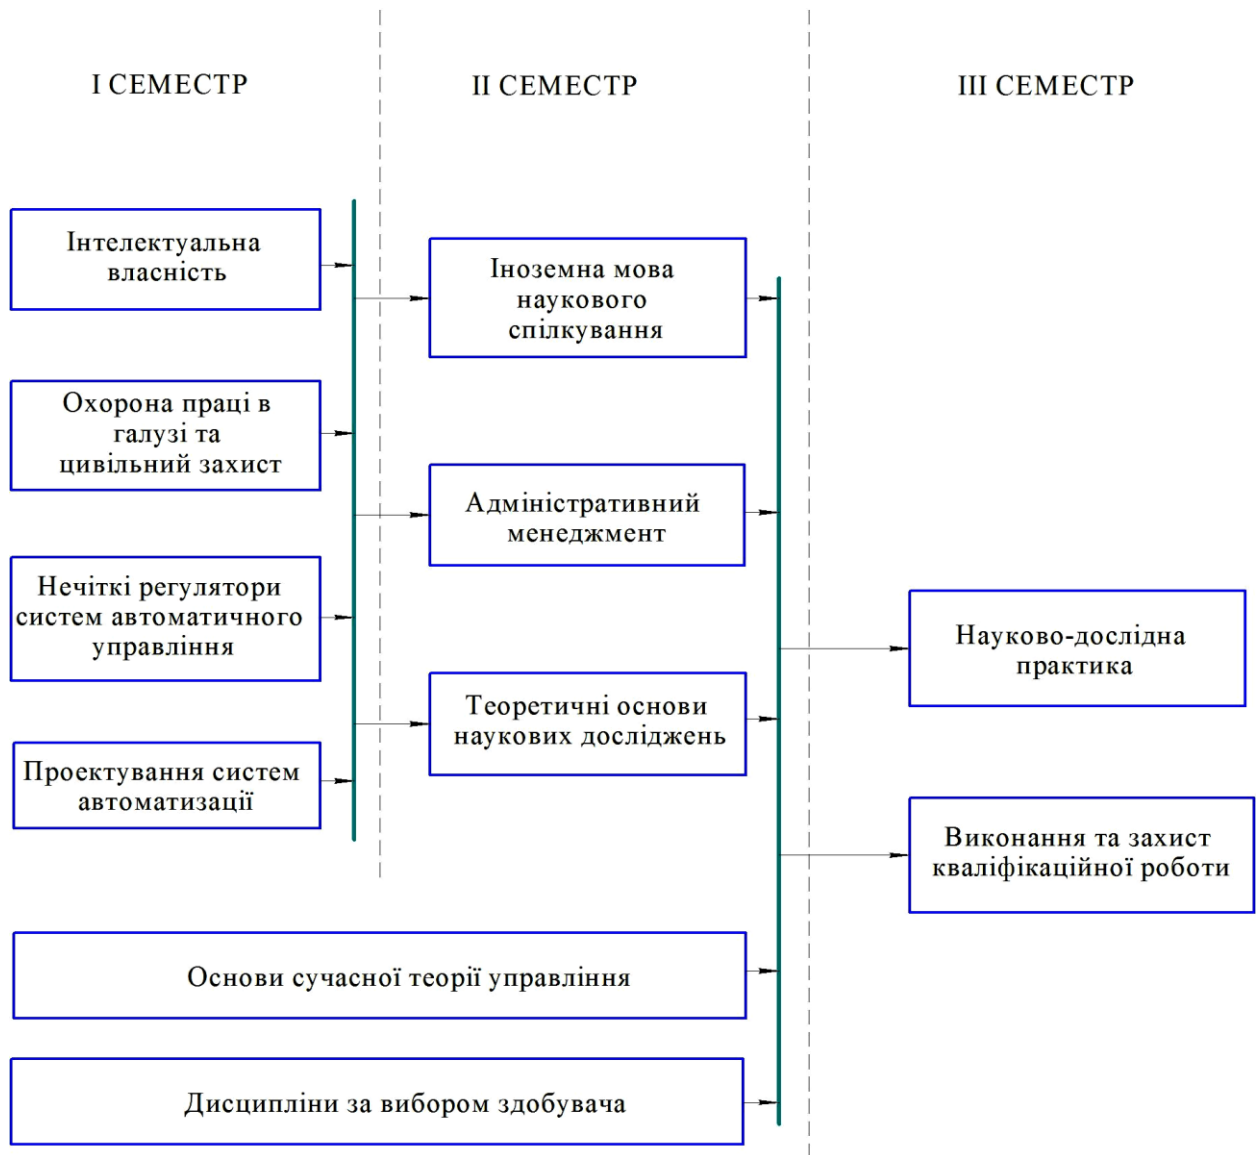 І СЕМЕСТР
ІІ СЕМЕСТР
ІІІ СЕМЕСТР
Інтелектуальна
власність
Охорона праці в
галузі та
цивільний захист
Нечіткі регулятори
систем автоматичного
управління
Проектування систем
автоматизації
Іноземна мова
наукового
спілкування
Адміністративний
менеджмент
Теоретичні основи
наукових досліджень
Науково-дослідна
практика
Виконання та захист
кваліфікаційної роботи
Основи сучасної теорії управління
Дисципліни за вибором здобувача